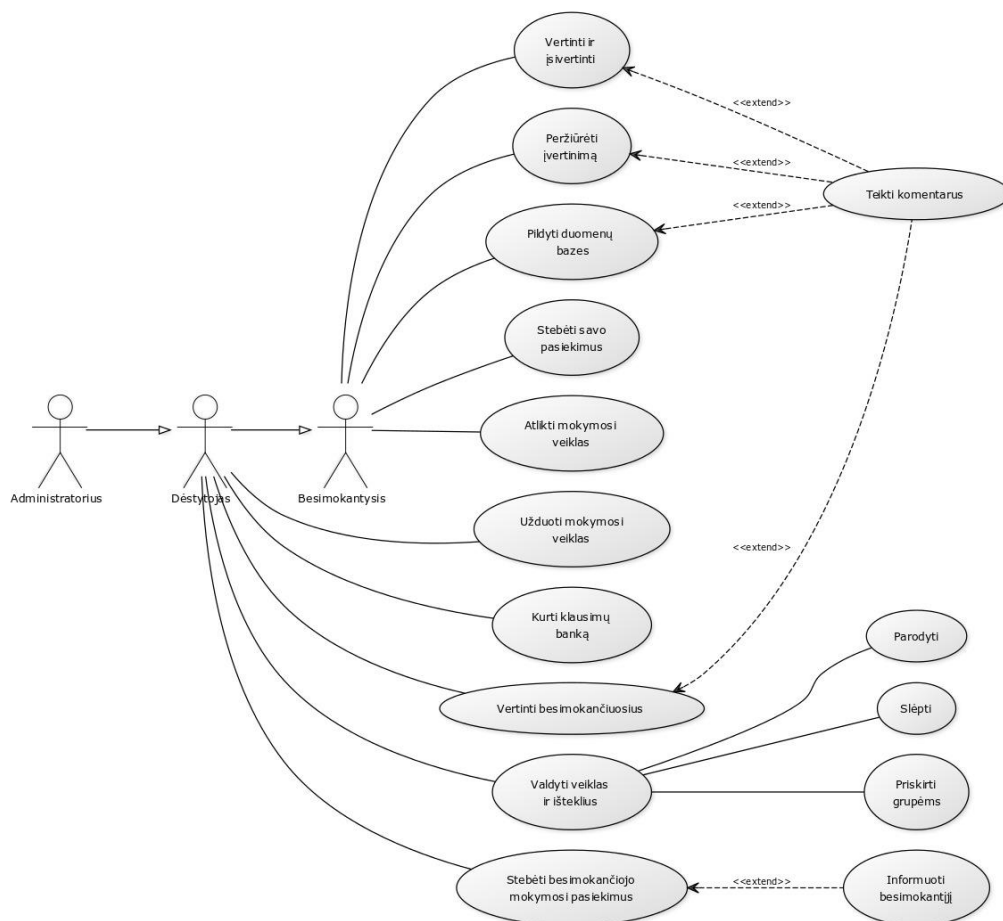 Vertinti ir
įsivertinti
<<extend>>
Peržiūrėti
įvertinimą
<<extend>>
Teikti komentarus
<<extend>>
Pildyti duomenų
bazes
Stebėti savo
pasiekimus
Atlikti mokymosi
veiklas
Administratorius
Dėstytojas
Besimokantysis
Užduoti mokymosi
veiklas
<<extend>>
Kurti klausimų
banką
Parodyti
Vertinti besimokančiuosius
Slėpti
Valdyti veiklas
ir išteklius
Priskirti
grupėms
Stebėti besimokančiojo
mokymosi pasiekimus
<<extend>>
Informuoti
besimokantįjį